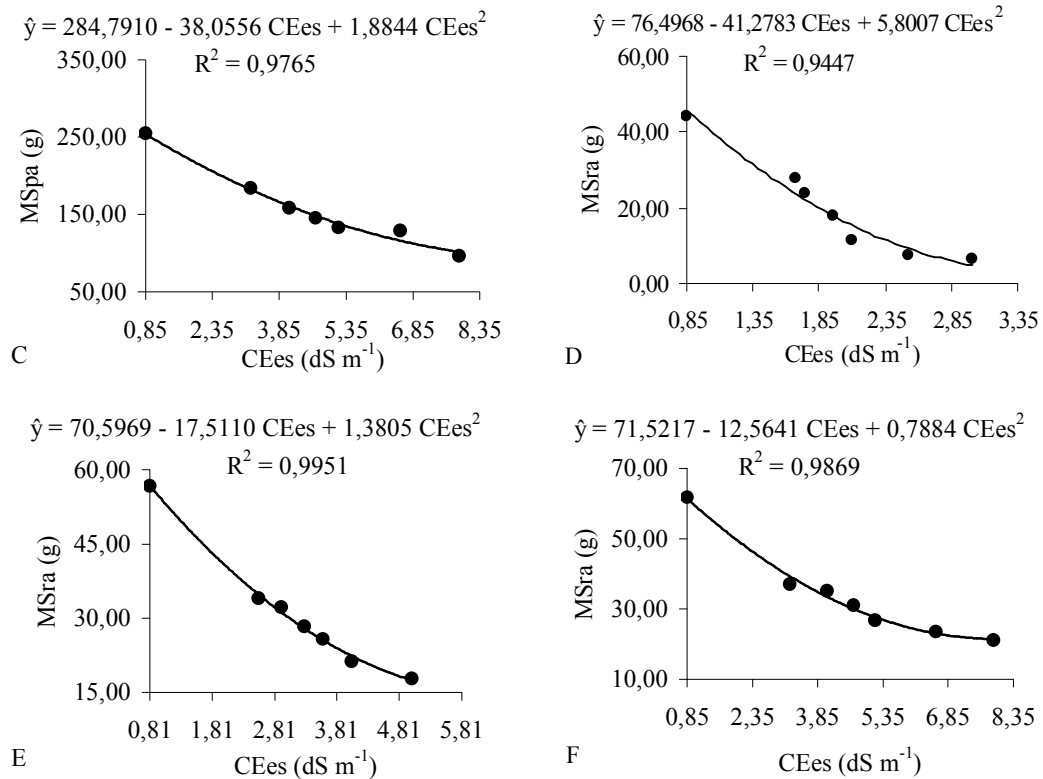 ŷ = 284,7910 - 38,0556 CEes + 1,8844 CEes²
R² = 0,9765
350,00
250,00
150,00
50,00
MSpa (g)
0,85 2,35 3,85 5,35 6,85 8,35
CEes (dS m⁻¹)
C
ŷ = 76,4968 - 41,2783 CEes + 5,8007 CEes²
R² = 0,9447
60,00
40,00
20,00
0,00
MSra (g)
0,85 1,35 1,85 2,35 2,85 3,35
CEes (dS m⁻¹)
D
ŷ = 70,5969 - 17,5110 CEes + 1,3805 CEes²
R² = 0,9951
60,00
45,00
30,00
15,00
MSra (g)
0,81 1,81 2,81 3,81 4,81 5,81
CEes (dS m⁻¹)
E
ŷ = 71,5217 - 12,5641 CEes + 0,7884 CEes²
R² = 0,9869
70,00
50,00
30,00
10,00
MSra (g)
0,85 2,35 3,85 5,35 6,85 8,35
CEes (dS m⁻¹)
F